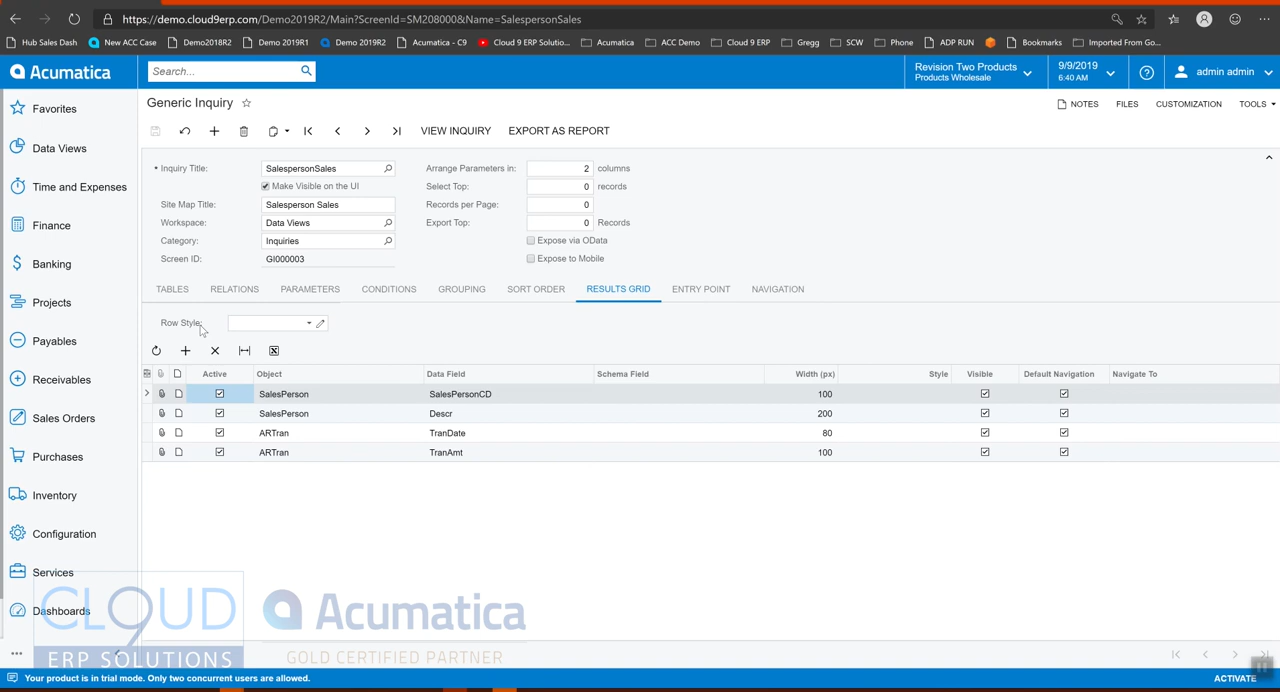 https://demo.cloud9erp.com/Demo2019R2/Main?ScreenId=SM208000&Name=SalespersonSales
Hub Sales Dash New ACC Case Demo2018R2 Demo 2019R1 Demo 2019R2 Acumatica - C9 Cloud 9 ERP Solutio... Acumatica ACC Demo Cloud 9 ERP Gregg SCW Phone ADP RUN Bookmarks Imported From Go...
Acumatica Search... Revision Two Products Products Wholesale 9/9/2019 6:40 AM admin admin
Generic Inquiry NOTES FILES CUSTOMIZATION TOOLS
VIEW INQUIRY EXPORT AS REPORT
Favorites
Data Views
Time and Expenses
Finance
Banking
Projects
Payables
Receivables
Sales Orders
Purchases
Inventory
Configuration
Services
Dashboards
* Inquiry Title: SalespersonSales Arrange Parameters in: 2 columns
Make Visible on the UI Select Top: 0 records
Site Map Title: Salesperson Sales Records per Page: 0
Workspace: Data Views Export Top: 0 Records
Category: Inquiries Expose via OData
Screen ID: GI000003 Expose to Mobile
TABLES RELATIONS PARAMETERS CONDITIONS GROUPING SORT ORDER RESULTS GRID ENTRY POINT NAVIGATION
Row Style:
Active Object Data Field Schema Field Width (px) Style Visible Default Navigation Navigate To
SalesPerson SalesPersonCD 100
SalesPerson Descr 200
ARTran TranDate 80
ARTran TranAmt 100
CL9UD
ERP SOLUTIONS
Acumatica
GOLD CERTIFIED PARTNER
Your product is in trial mode. Only two concurrent users are allowed. ACTIVATE